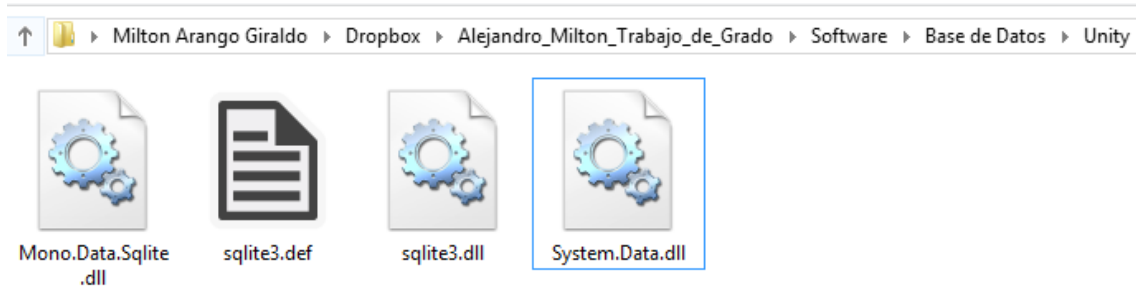 Milton Arango Giraldo Dropbox Alejandro_Milton_Trabajo_de_Grado Software Base de Datos Unity
Mono.Data.Sqlite
.dll
sqlite3.def
sqlite3.dll
System.Data.dll